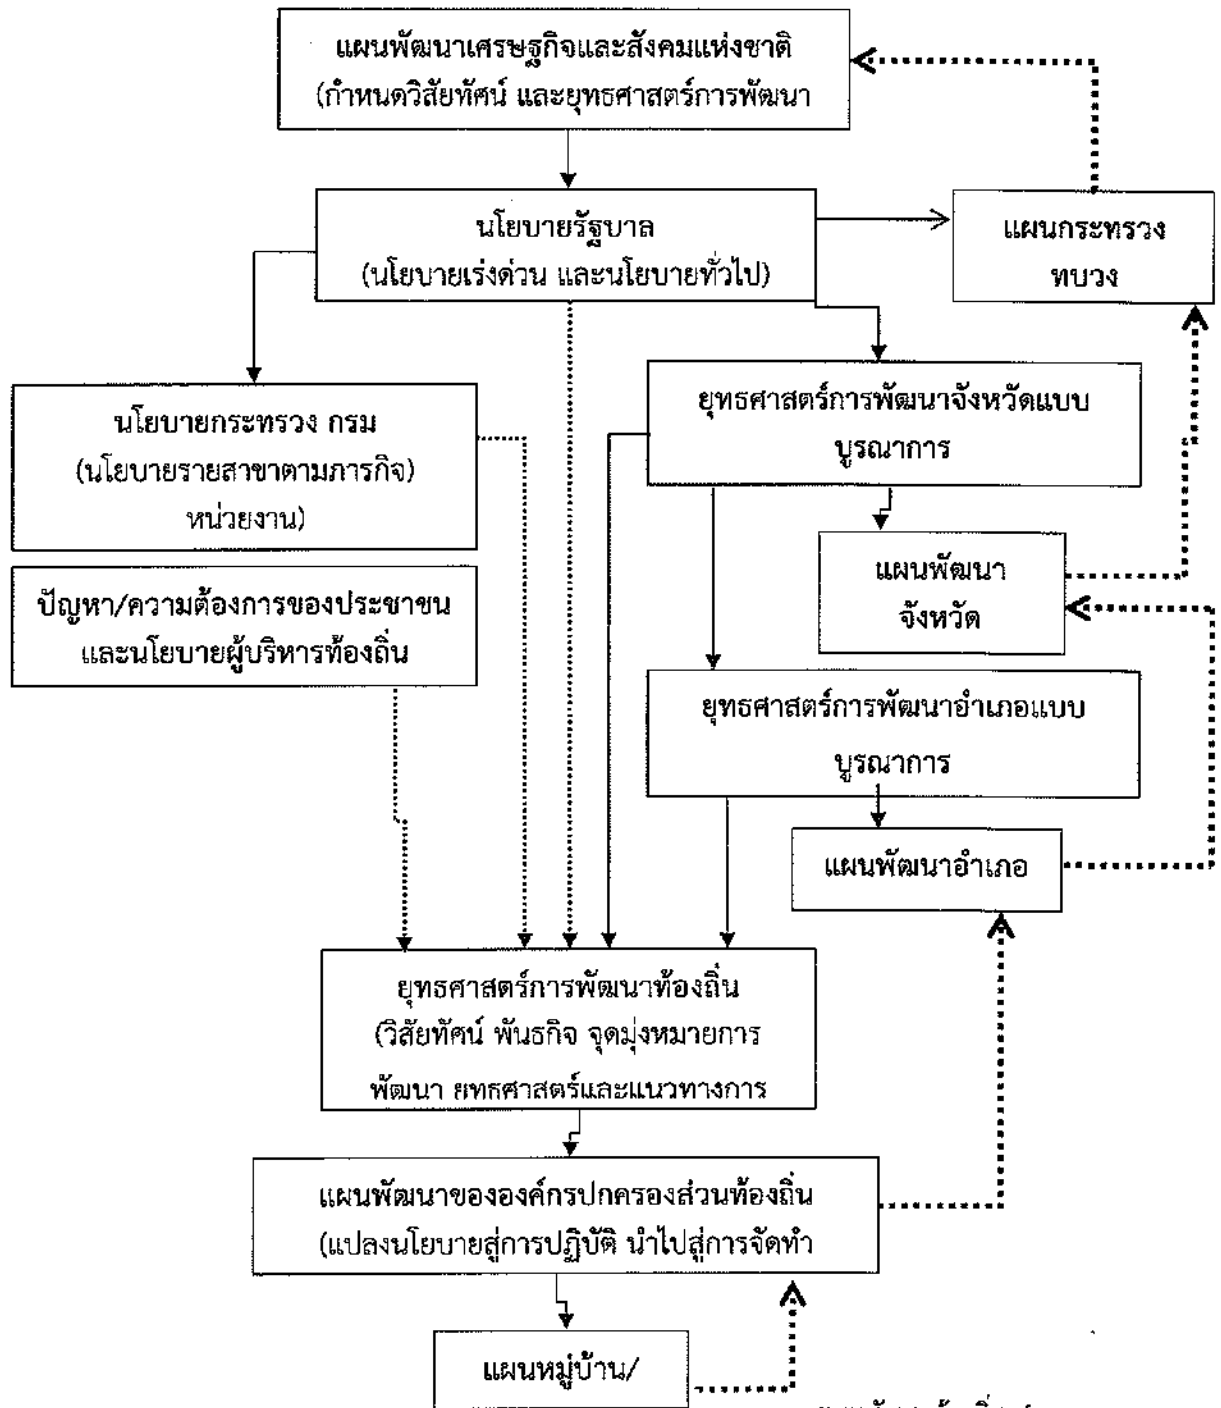 แผนพัฒนาเศรษฐกิจและสังคมแห่งชาติ
(กำหนดวิสัยทัศน์ และยุทธศาสตร์การพัฒนา
นโยบายรัฐบาล
(นโยบายเร่งด่วน และนโยบายทั่วไป)
แผนกระทรวง
ทบวง
นโยบายกระทรวง กรม
(นโยบายรายสาขาตามภารกิจ)
หน่วยงาน)
ยุทธศาสตร์การพัฒนาจังหวัดแบบ
บูรณาการ
แผนพัฒนา
จังหวัด
ปัญหา/ความต้องการของประชาชน
และนโยบายผู้บริหารท้องถิ่น
ยุทธศาสตร์การพัฒนาอำเภอแบบ
บูรณาการ
แผนพัฒนาอำเภอ
ยุทธศาสตร์การพัฒนาท้องถิ่น
(วิสัยทัศน์ พันธกิจ จุดมุ่งหมายการ
พัฒนา ยุทธศาสตร์และแนวทางการ
แผนพัฒนาขององค์กรปกครองส่วนท้องถิ่น
(แปลงนโยบายสู่การปฏิบัติ นำไปสู่การจัดทำ
แผนหมู่บ้าน/